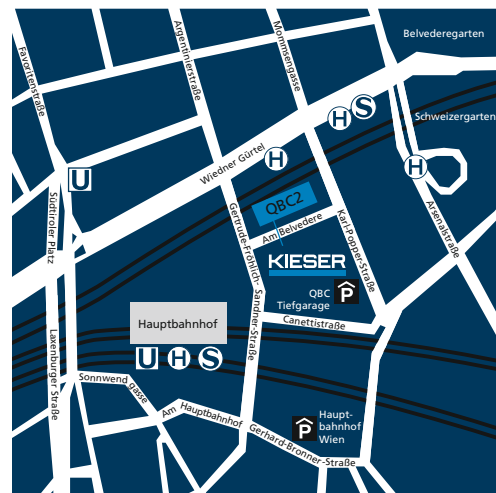 Belvederegarten
Favoritenstraße
Argentinierstraße
Mommsengasse
Schweizergarten
H
S
H
Wiedner Gürtel
H
U
QBC2
Südtiroler Platz
Gertrude-Fröhlich-Sandner-Straße
Am Belvedere
Karl-Popper-Straße
Arsenalstraße
KIESER
QBC
Tiefgarage
P
Canettistraße
Hauptbahnhof
U
H
S
Laxenburger Straße
Sonnwendgasse
Am Hauptbahnhof
P
Haupt-
bahnhof
Wien
Gerhard-Bronner-Straße